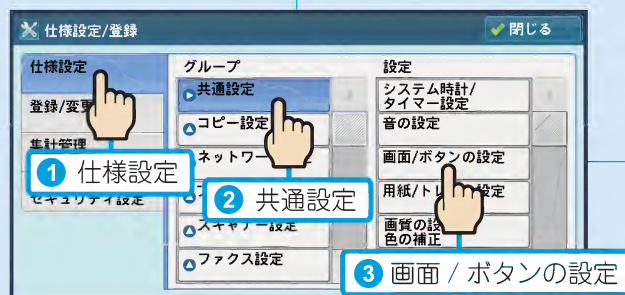 仕様設定/登録
閉じる
仕様設定
登録/変更
集計管理
セキュリティ設定
グループ
共通設定
コピー設定
ネットワー
スキャナー設定
ファクス設定
設定
システム時計/
タイマー設定
音の設定
画面/ボタンの設定
用紙/トレ
設定
画質の設
色の補正
1 仕様設定
2 共通設定
3 画面 / ボタンの設定